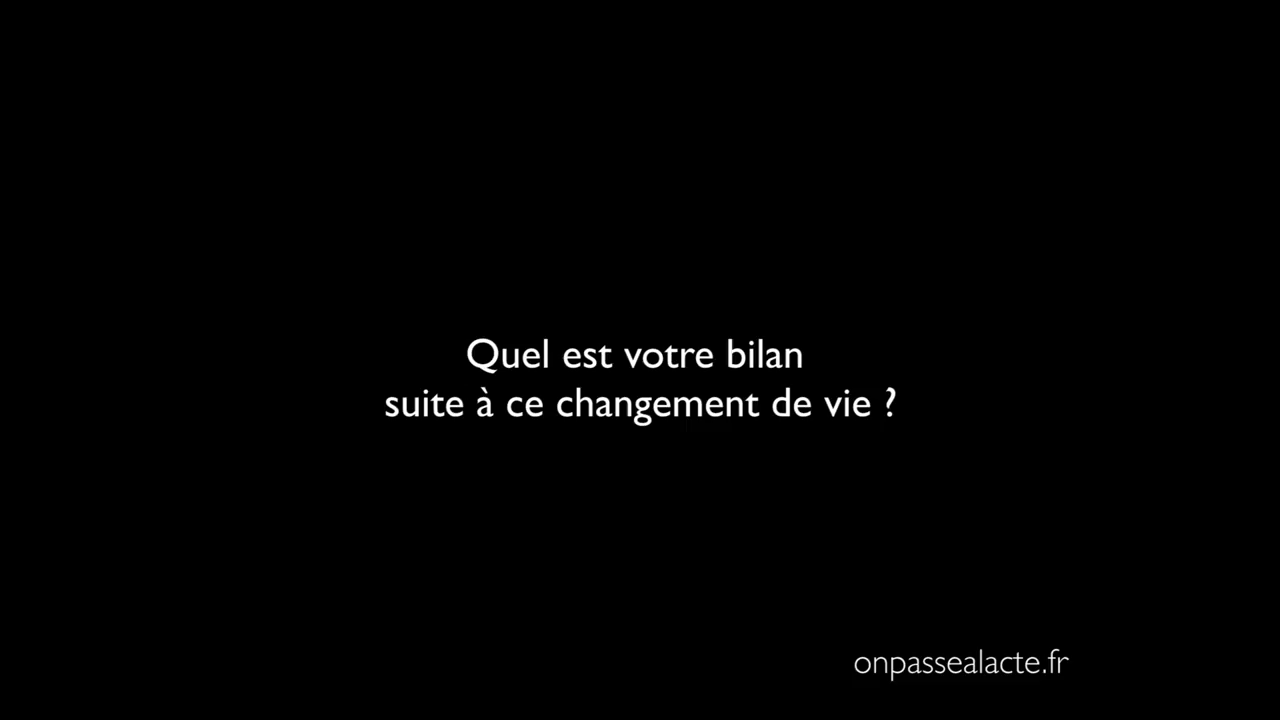 Quel est votre bilan
suite à ce changement de vie ?
onpassealacte.fr